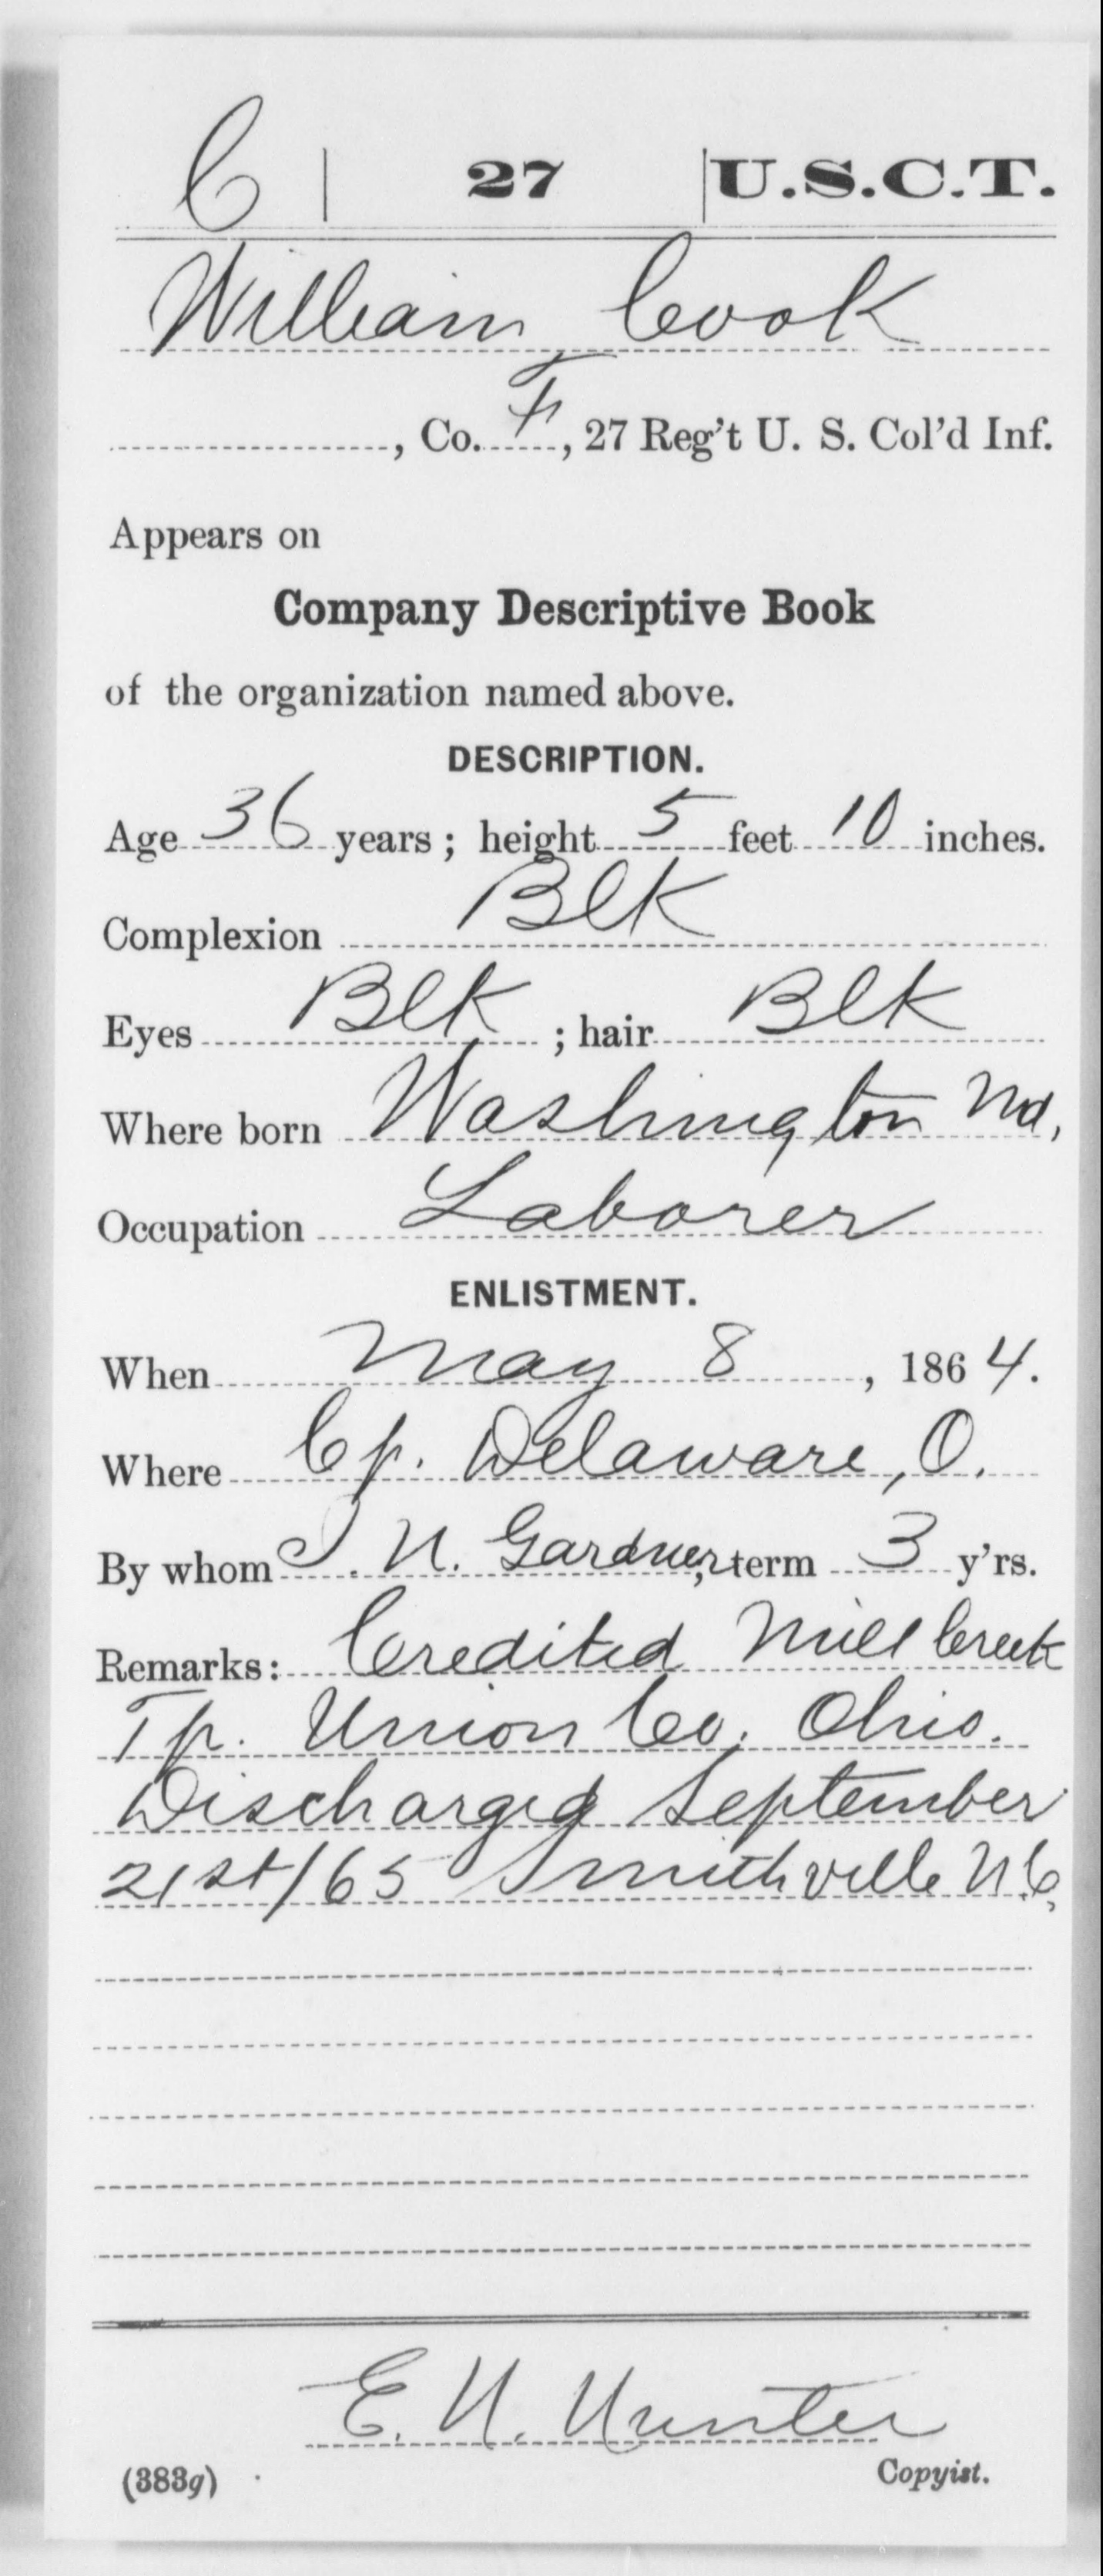 C | 27 | U.S.C.T.
William Cook
, Co. F, 27 Reg't U. S. Col'd Inf.
Appears on
Company Descriptive Book
of the organization named above.
DESCRIPTION.
Age 36 years; height 5 feet 10 inches.
Complexion Blk
Eyes Blk; hair Blk
Where born Washington Md,
Occupation Laborer
ENLISTMENT.
When May 8, 1864.
Where Cp. Delaware, O.
By whom N. Gardner, term 3 y'rs.
Remarks: Credited Mill Creek
Tp. Union Co. Ohio.
Discharged September
21st/65 Smithville N.C,
E. N. Hunter
Copyist.
(383g)